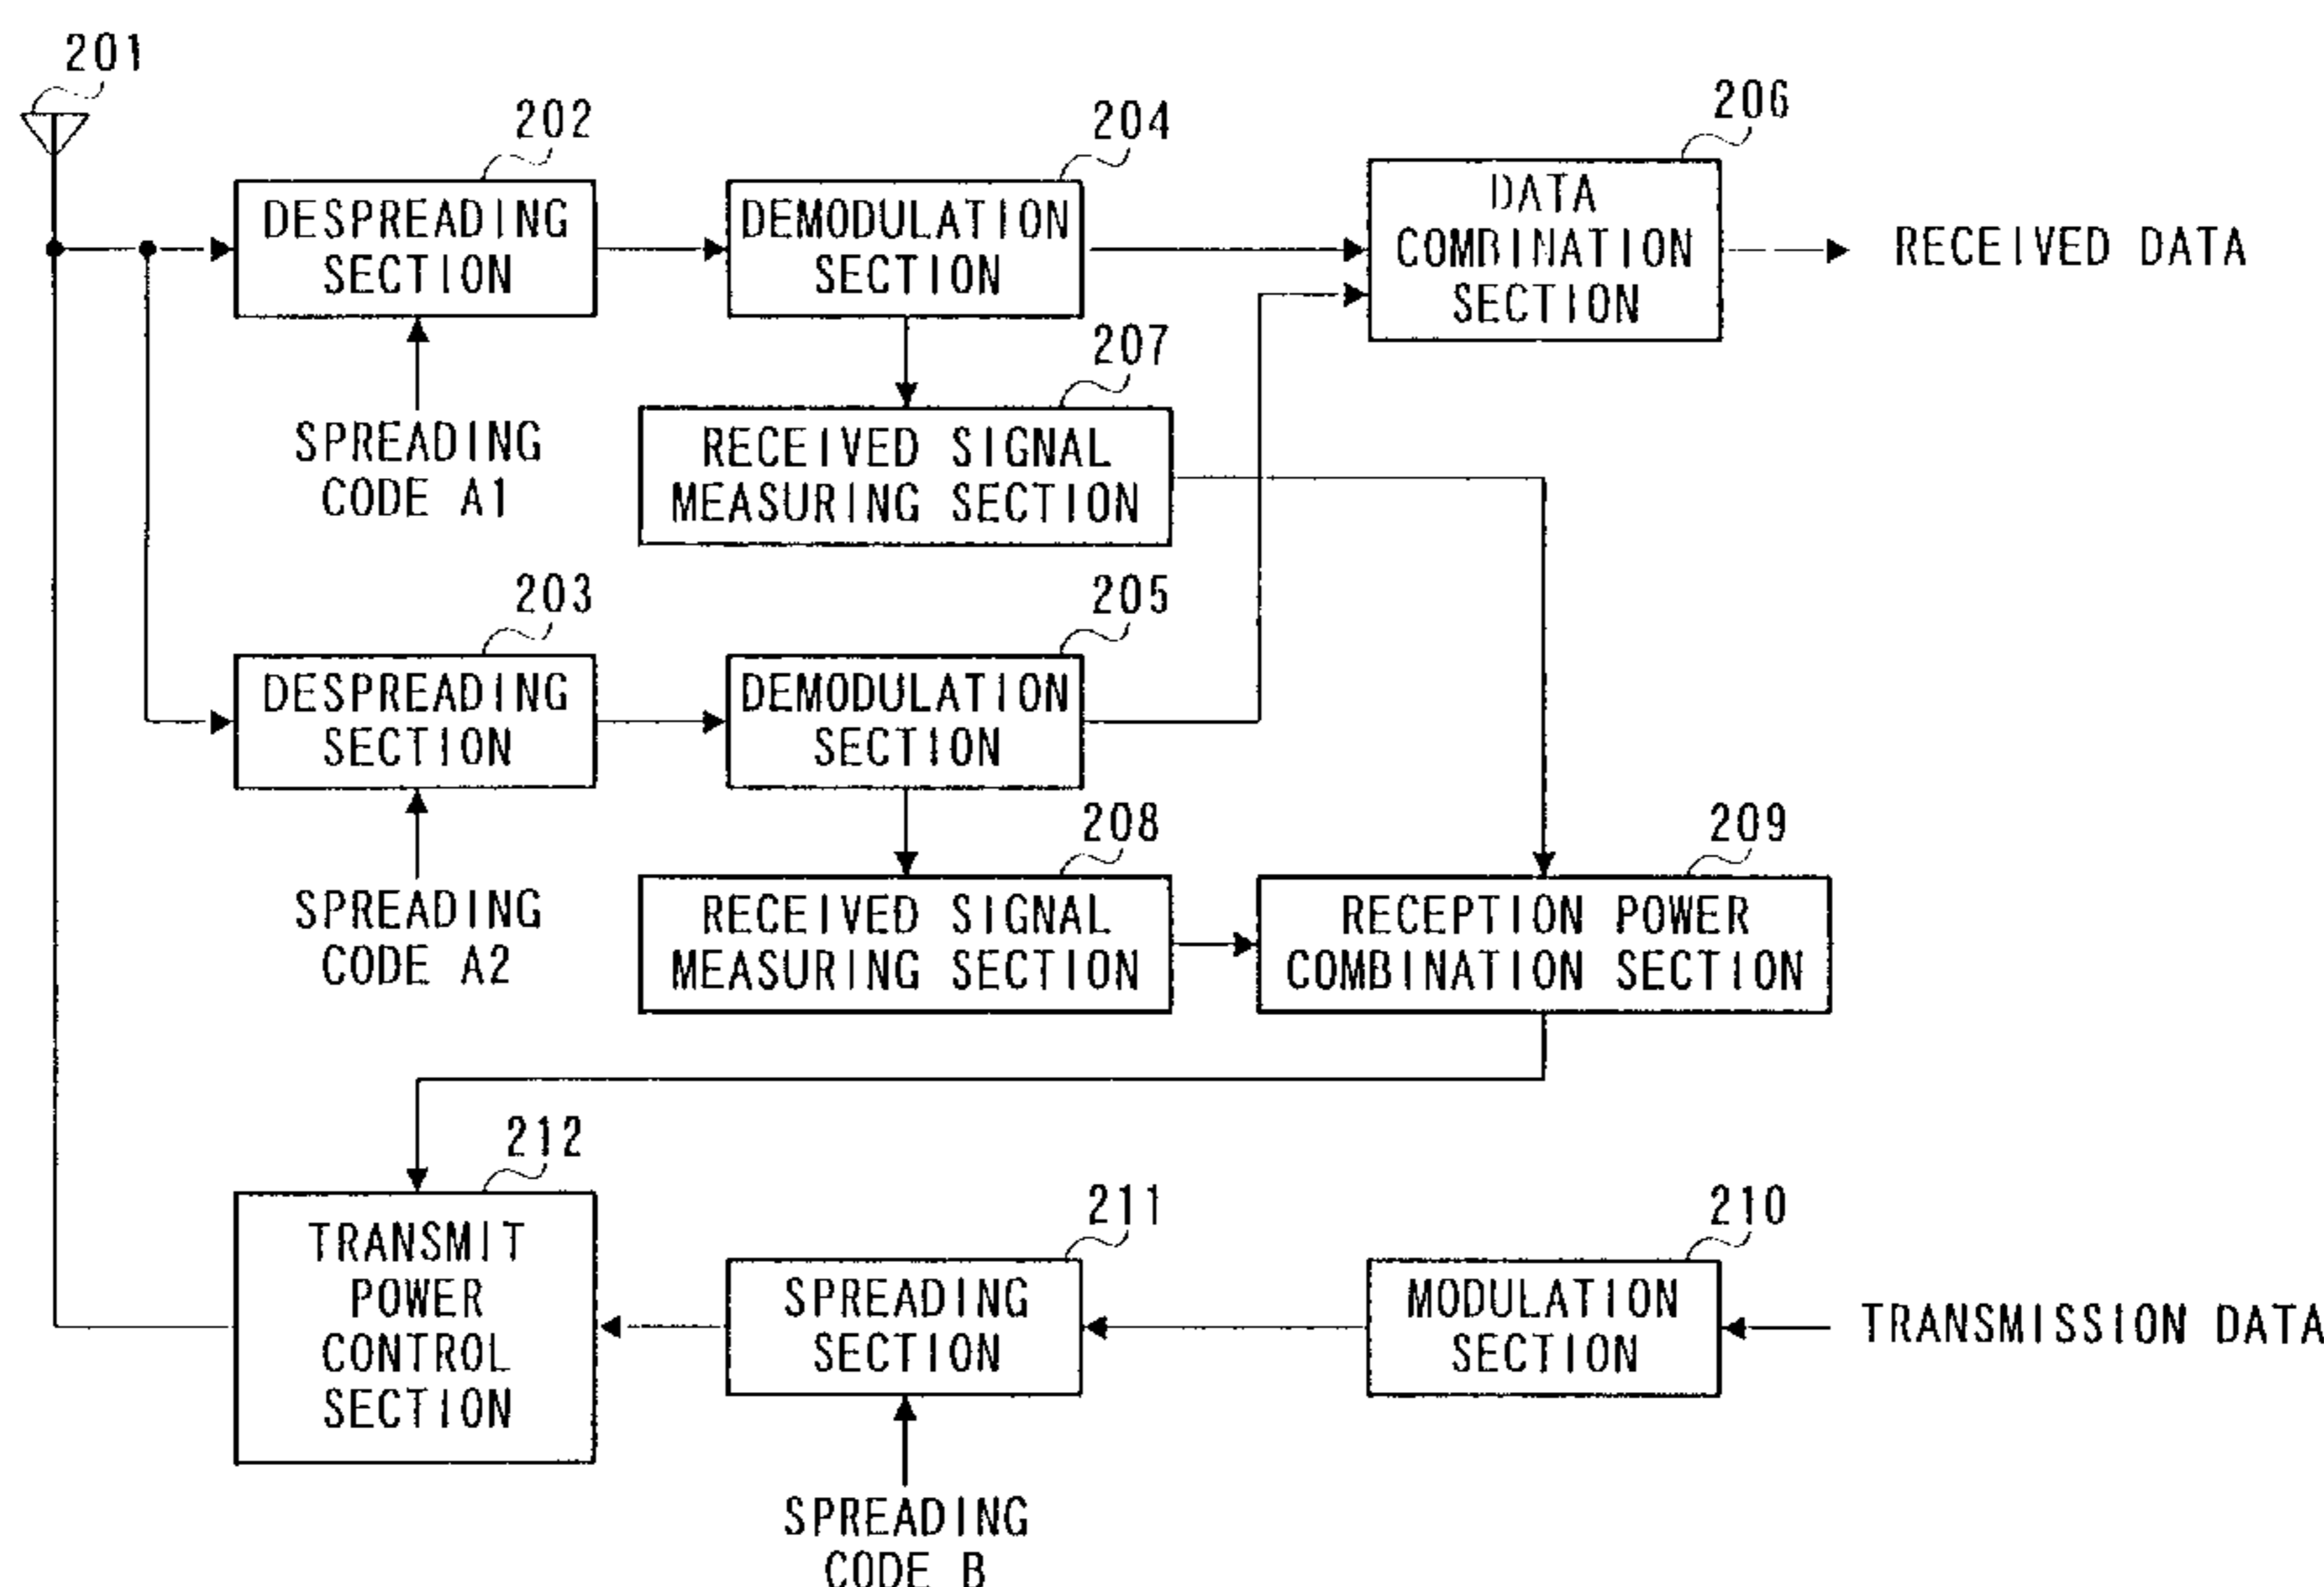 201
202
204
206
DESPREADING
SECTION
DEMODULATION
SECTION
DATA
COMBINATION
SECTION
RECEIVED DATA
SPREADING
CODE A1
207
RECEIVED SIGNAL
MEASURING SECTION
203
205
DESPREADING
SECTION
DEMODULATION
SECTION
SPREADING
CODE A2
208
RECEIVED SIGNAL
MEASURING SECTION
209
RECEPTION POWER
COMBINATION SECTION
212
TRANSMIT
POWER
CONTROL
SECTION
211
SPREADING
SECTION
210
MODULATION
SECTION
TRANSMISSION DATA
SPREADING
CODE B